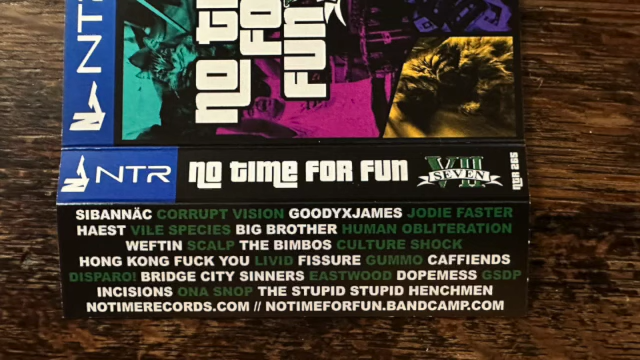 NTR
NO TIME
FOR
FUN
NTR NO TIME FOR FUN VII SEVEN NTR 265
SIBANNÄC CORRUPT VISION GOODYXJAMES JODIE FASTER
HAEST VILE SPECIES BIG BROTHER HUMAN OBLITERATION
WEFTIN SCALP THE BIMBOS CULTURE SHOCK
HONG KONG FUCK YOU LIVID FISSURE GUMMO CAFFIENDS
DISPARO! BRIDGE CITY SINNERS EASTWOOD DOPEMESS GSDP
INCISIONS ONA SNOP THE STUPID STUPID HENCHMEN
NOTIMERECORDS.COM // NOTIMEFORFUN.BANDCAMP.COM